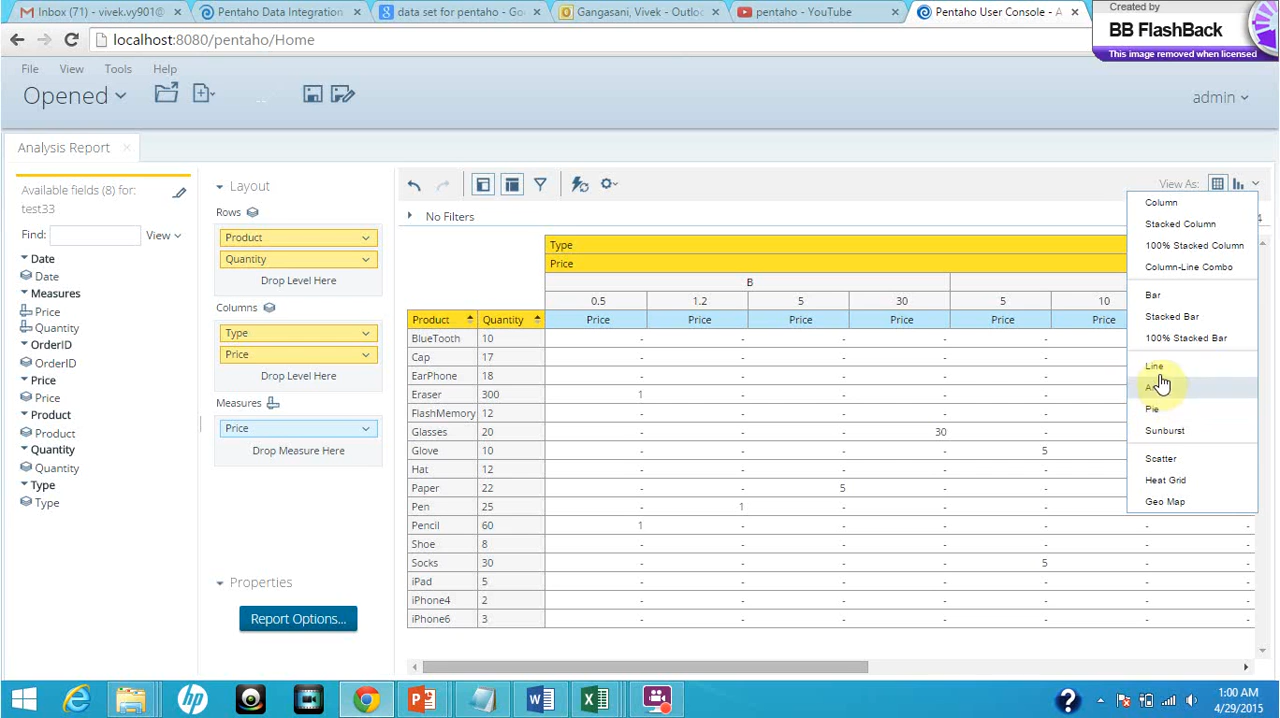 Inbox (71) - vivek.vy901@
Pentaho Data Integration
data set for pentaho - Go
Gangasani, Vivek - Outloo
pentaho - YouTube
Pentaho User Console - A
Created by
BB FlashBack
This image removed when licensed
localhost:8080/pentaho/Home
File View Tools Help
Opened
admin
Analysis Report
Available fields (8) for:
test33
Find:
View
Date
Date
Measures
Price
Quantity
OrderID
OrderID
Price
Price
Product
Product
Quantity
Quantity
Type
Type
Layout
Rows
Product
Quantity
Drop Level Here
Columns
Type
Price
Drop Level Here
Measures
Price
Drop Measure Here
Properties
Report Options...
View As:
No Filters
4
Type
Price
B
0.5 1.2 5 30 5 10
Product Quantity Price Price Price Price Price Price
BlueTooth 10 - - - - - -
Cap 17 - - - - - -
EarPhone 18 - - - - - -
Eraser 300 1 - - - - - -
FlashMemory 12 - - - - - -
Glasses 20 - - - 30 - - -
Glove 10 - - - - 5 - -
Hat 12 - - - - - -
Paper 22 - - 5 - - - -
Pen 25 - 1 - - - - -
Pencil 60 1 - - - - - -
Shoe 8 - - - - - - -
Socks 30 - - - - 5 - - -
iPad 5 - - - - - - -
iPhone4 2 - - - - - - -
iPhone6 3 - - - - - - -
Column
Stacked Column
100% Stacked Column
Column-Line Combo
Bar
Stacked Bar
100% Stacked Bar
Line
Pie
Sunburst
Scatter
Heat Grid
Geo Map
1:00 AM
4/29/2015